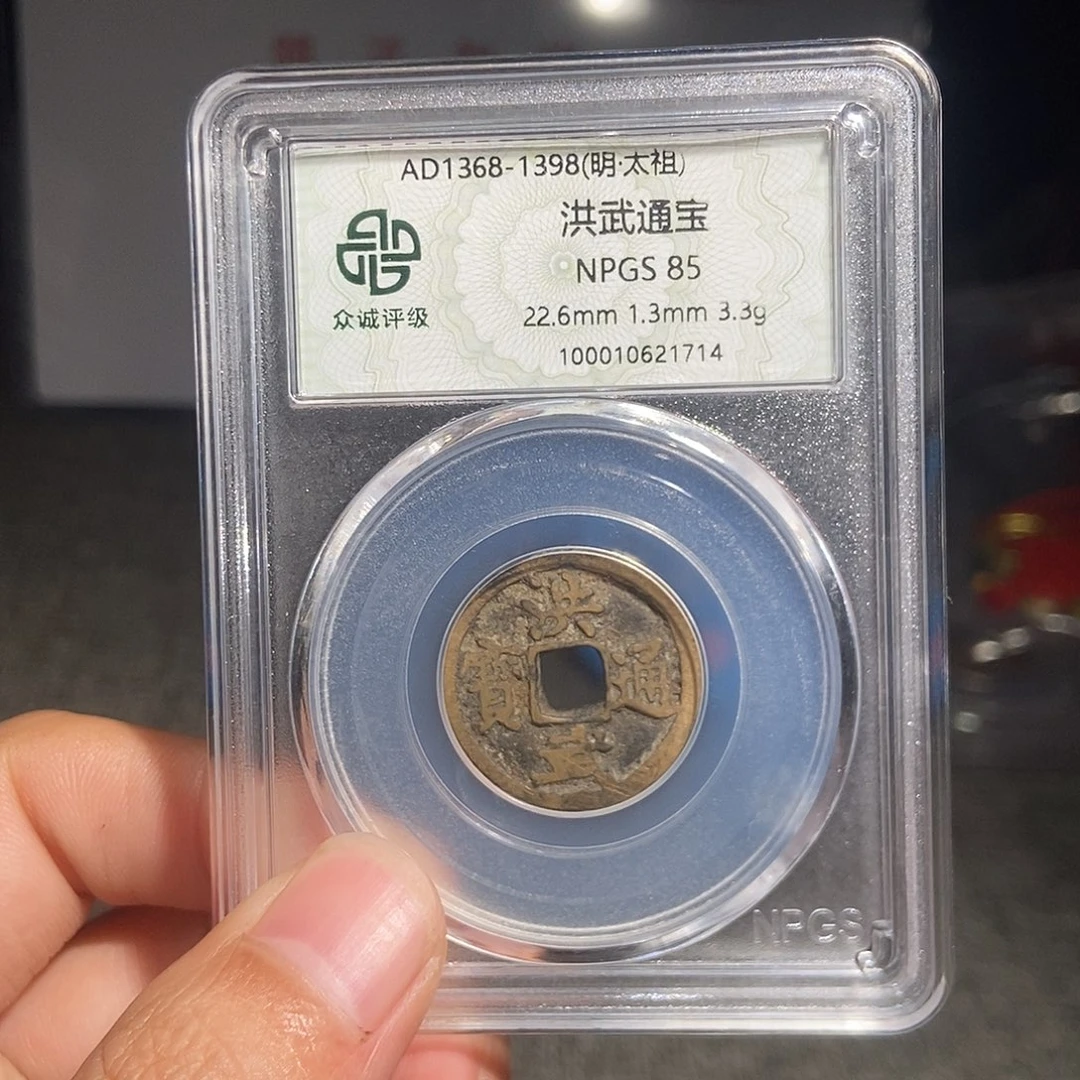 AD1368-1398(明·太祖)
洪武通宝
NPGS 85
22.6mm 1.3mm 3.3g
100010621714
众诚评级
洪
寶 通
武
NPGS